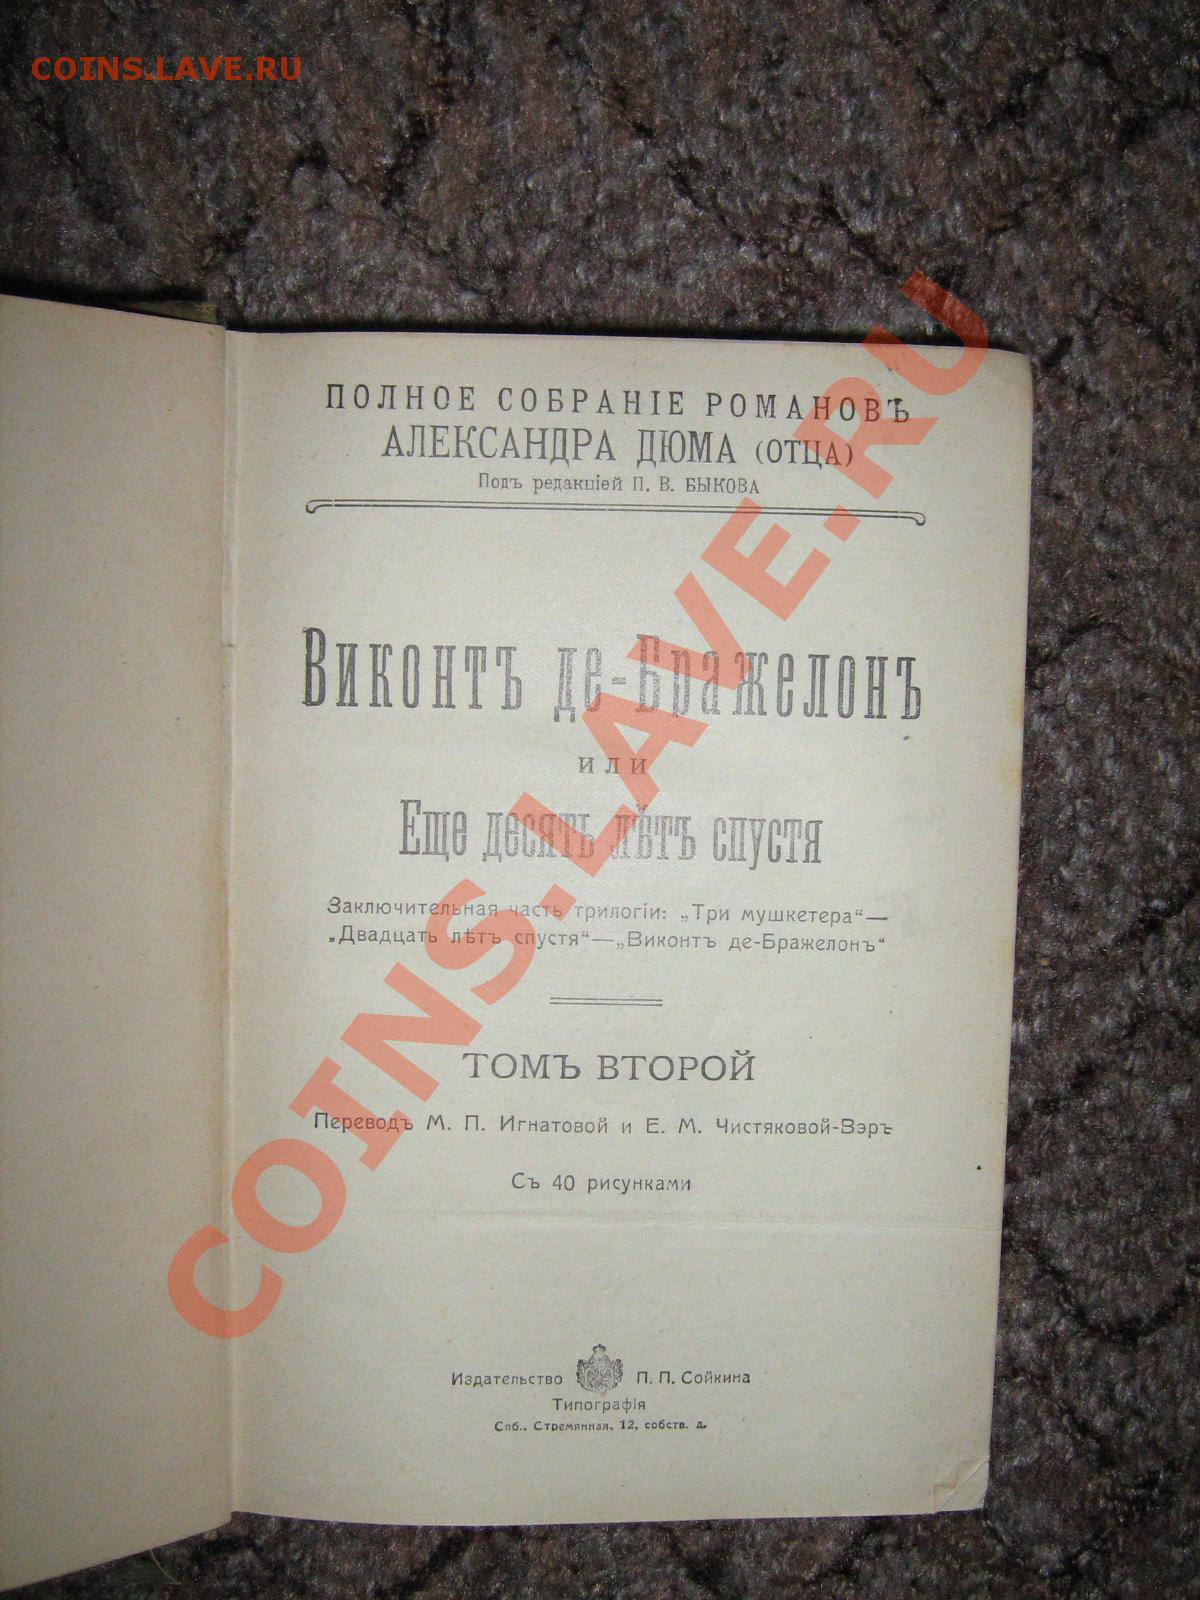 COINS.LAVE.RU
ПОЛНОЕ СОБРАНІЕ РОМАНОВЪ
АЛЕКСАНДРА ДЮМА (ОТЦА)
Подъ редакціей П. В. БЫКОВА
Виконтъ де-Бражелонъ
или
Еще десять лѣтъ спустя
Заключительная часть трилогіи: „Три мушкетера“—
„Двадцать лѣтъ спустя“—„Виконтъ де-Бражелонъ“
ТОМЪ ВТОРОЙ
Переводъ М. П. Игнатовой и Е. М. Чистяковой-Вэръ
Съ 40 рисунками
Издательство П. П. Сойкина
Типографія
Спб., Стремянная, 12, собств. д.
COINS.LAVE.RU